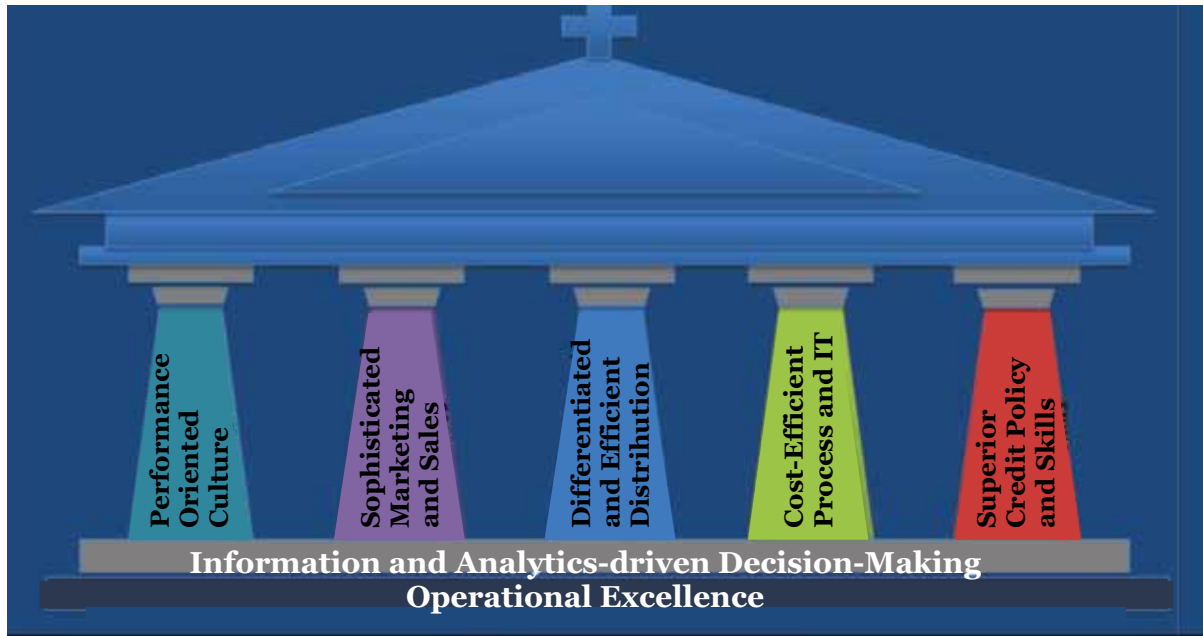 Performance
Oriented
Culture
Sophisticated
Marketing
and Sales
Differentiated
and Efficient
Distribution
Cost-Efficient
Process and IT
Superior
Credit Policy
and Skills
Information and Analytics-driven Decision-Making
Operational Excellence